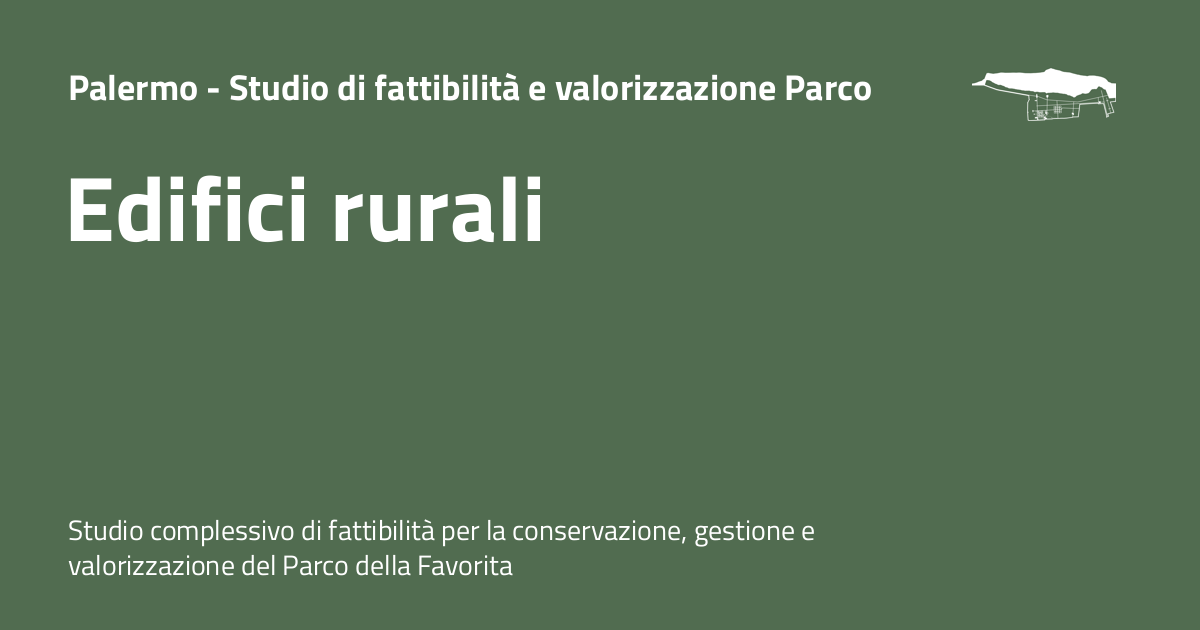 Palermo - Studio di fattibilità e valorizzazione Parco
Edifici rurali
Studio complessivo di fattibilità per la conservazione, gestione e
valorizzazione del Parco della Favorita